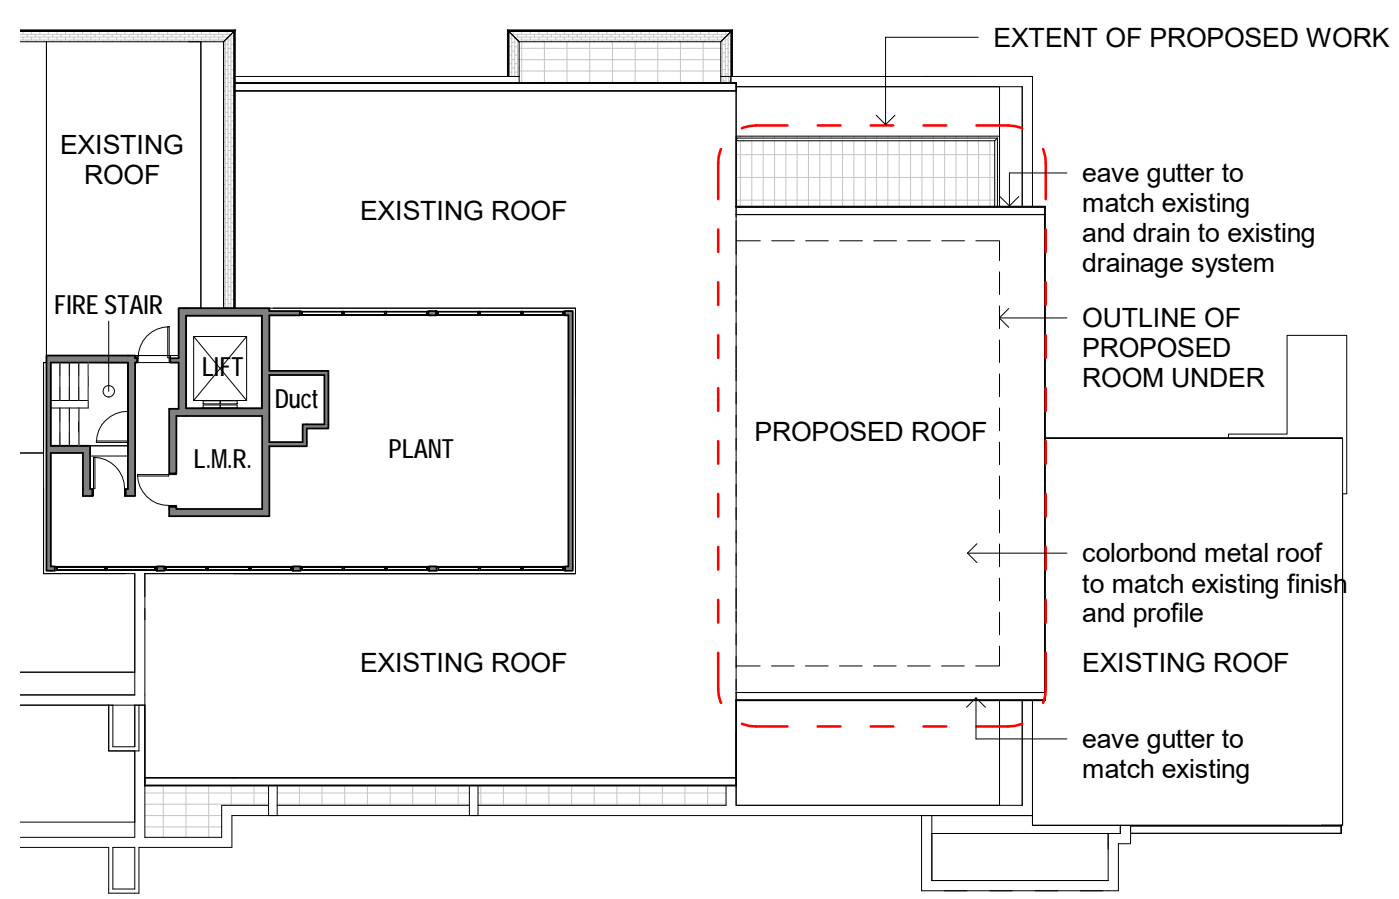 EXTENT OF PROPOSED WORK
EXISTING
ROOF
EXISTING ROOF
eave gutter to
match existing
and drain to existing
drainage system
FIRE STAIR
OUTLINE OF
PROPOSED
ROOM UNDER
LIFT
Duct
L.M.R.
PLANT
PROPOSED ROOF
colorbond metal roof
to match existing finish
and profile
EXISTING ROOF
EXISTING ROOF
eave gutter to
match existing